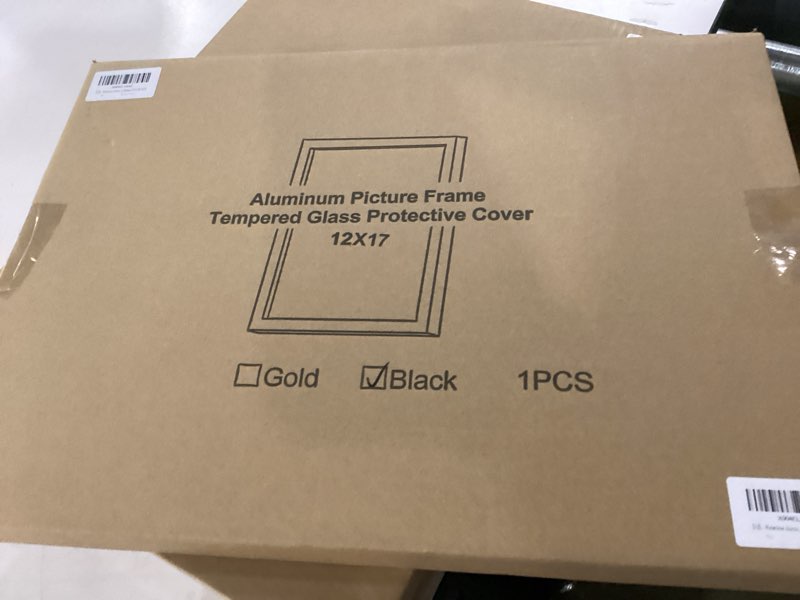 Aluminum Picture Frame
Tempered Glass Protective Cover
12X17
Gold Black 1PCS